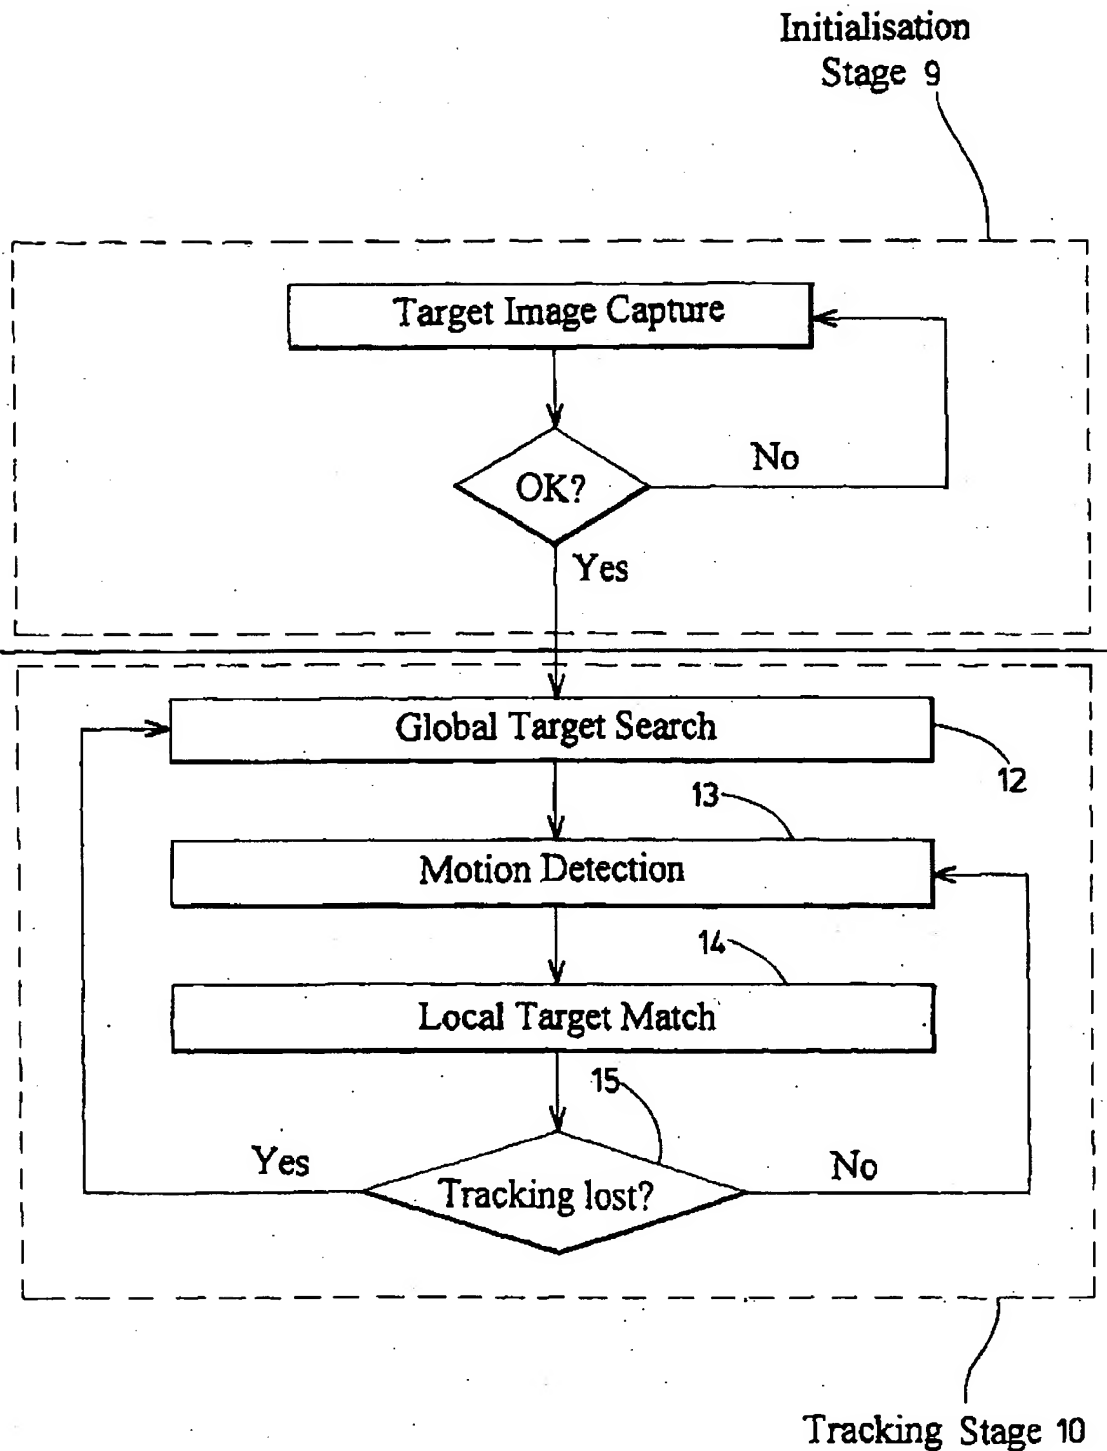 Initialisation
Stage 9
Target Image Capture
OK?
No
Yes
Global Target Search
12
13
Motion Detection
14
Local Target Match
15
Yes
Tracking lost?
No
Tracking Stage 10